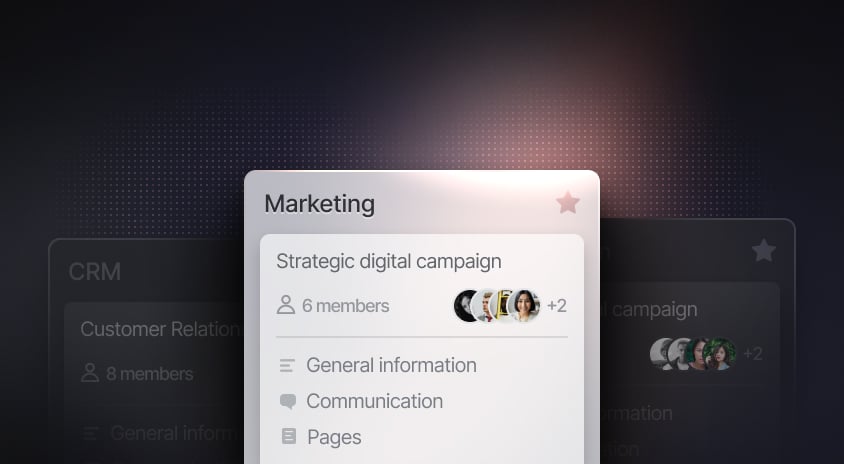 Marketing
Strategic digital campaign
6 members
+2
General information
Communication
Pages
CRM
Customer Relation
8 members
General inform
campaign
+2